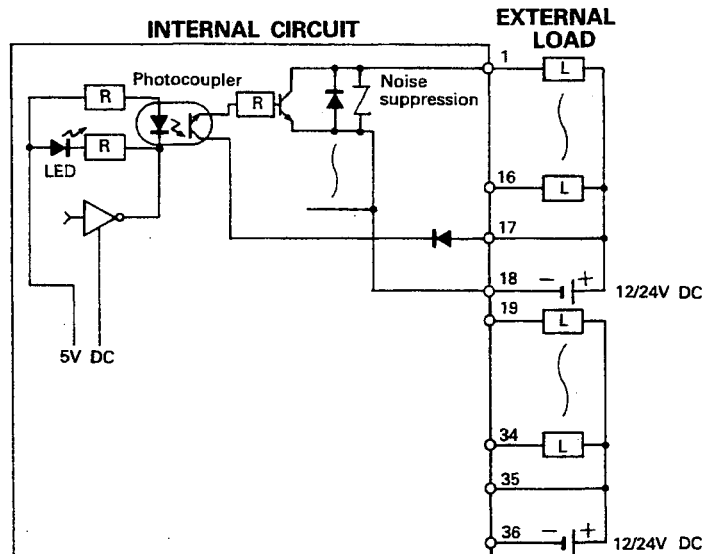 INTERNAL CIRCUIT
EXTERNAL
LOAD
Photocoupler
R
R
Noise
suppression
1
L
LED
R
16
L
17
18
− +
12/24V DC
19
L
5V DC
34
L
35
36
− +
12/24V DC